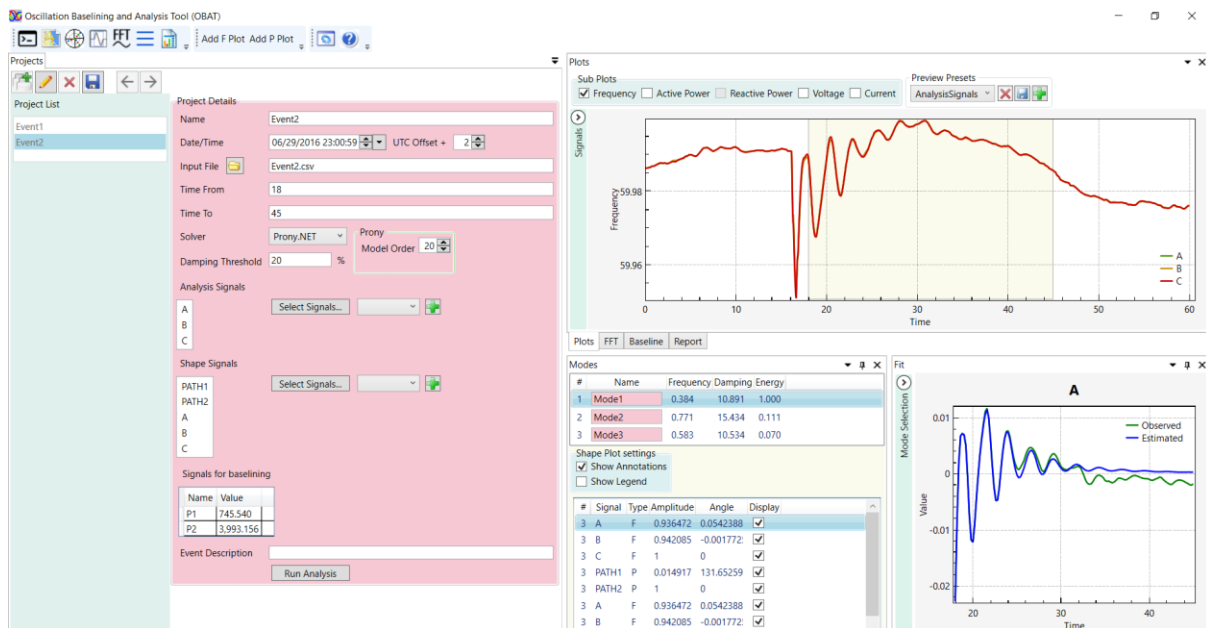 Oscillation Baselining and Analysis Tool (OBAT)
FFT Add F Plot Add P Plot
Projects
Project List
Event1
Event2
Project Details
Name Event2
Date/Time 06/29/2016 23:00:59 UTC Offset + 2
Input File Event2.csv
Time From 18
Time To 45
Solver Prony.NET
Prony
Model Order 20
Damping Threshold 20 %
Analysis Signals
Select Signals...
A
B
C
Shape Signals
Select Signals...
PATH1
PATH2
A
B
C
Signals for baselining
Name Value
P1 745.540
P2 3,993.156
Event Description
Run Analysis
Plots
Sub Plots
Frequency Active Power Reactive Power Voltage Current
Preview Presets
AnalysisSignals
Signals
Frequency
59.98
59.96
A
B
C
0 10 20 30 40 50 60
Time
Plots FFT Baseline Report
Modes
# Name Frequency Damping Energy
1 Mode1 0.384 10.891 1.000
2 Mode2 0.771 15.434 0.111
3 Mode3 0.583 10.534 0.070
Shape Plot settings
Show Annotations
Show Legend
# Signal Type Amplitude Angle Display
3 A F 0.936472 0.0542388
3 B F 0.942085 -0.001772
3 C F 1 0
3 PATH1 P 0.014917 131.65259
3 PATH2 P 1 0
3 A F 0.936472 0.0542388
3 B F 0.942085 -0.001772
Fit
Mode Selection
A
Observed
Estimated
Value
0.01
0
-0.01
-0.02
20 30 40
Time